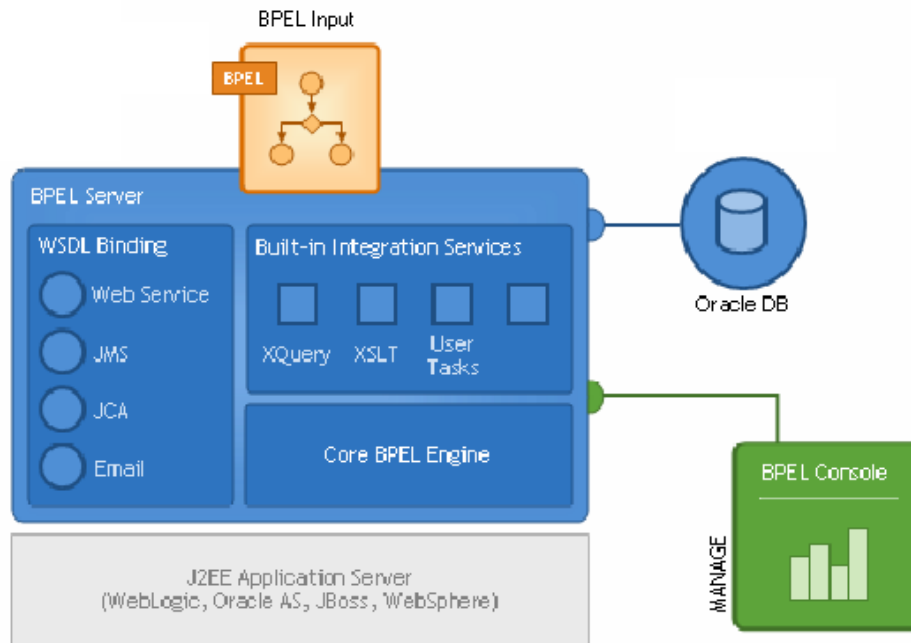 BPEL Input
BPEL
BPEL Server
WSDL Binding
Web Service
JMS
JCA
Email
Built-in Integration Services
XQuery
XSLT
User
Tasks
Core BPEL Engine
Oracle DB
BPEL Console
MANAGE
J2EE Application Server
(WebLogic, Oracle AS, JBoss, WebSphere)